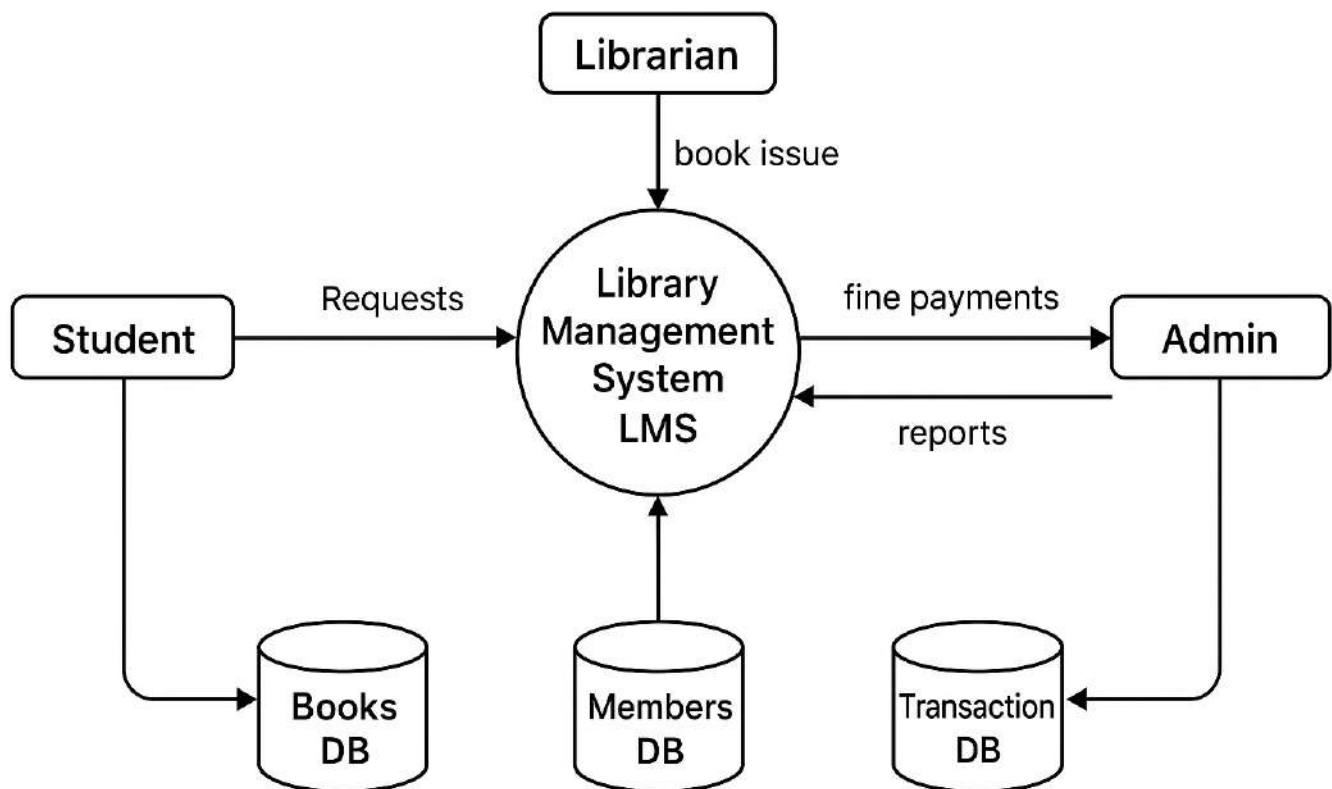 Librarian
book issue
Requests
Library
Management
System
LMS
fine payments
Student
Admin
reports
Books
DB
Members
DB
Transaction
DB